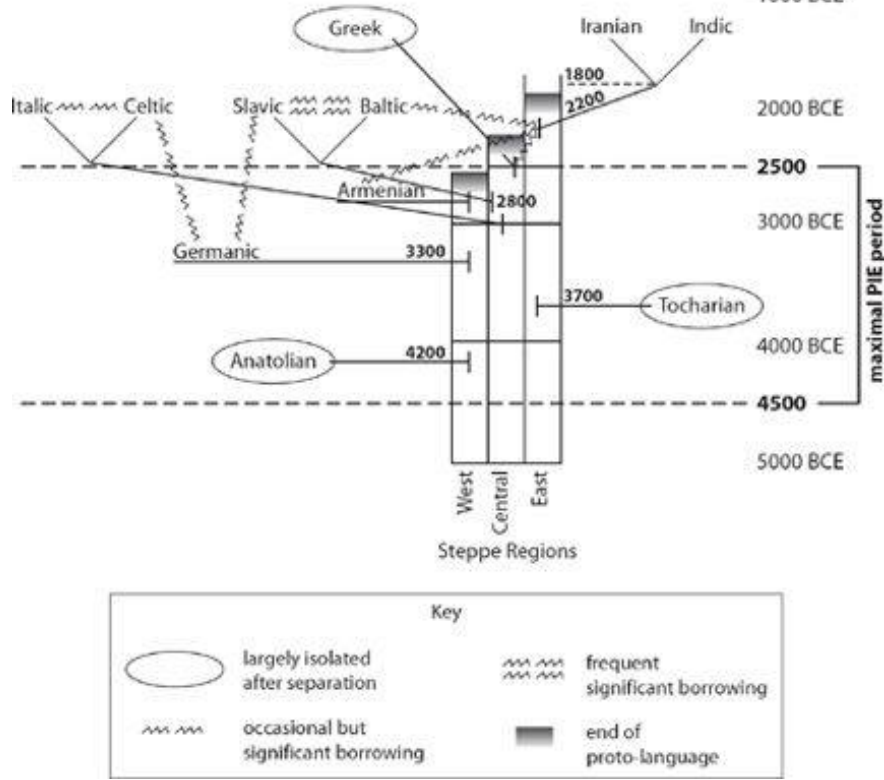 Greek
Iranian Indic
1800
2200
2000 BCE
Italic Celtic Slavic Baltic
2500
Armenian
2800
3000 BCE
Germanic
3300
3700
Tocharian
Anatolian
4200
4000 BCE
4500
maximal PIE period
5000 BCE
West
Central
East
Steppe Regions
Key
largely isolated
after separation
frequent
significant borrowing
occasional but
significant borrowing
end of
proto-language